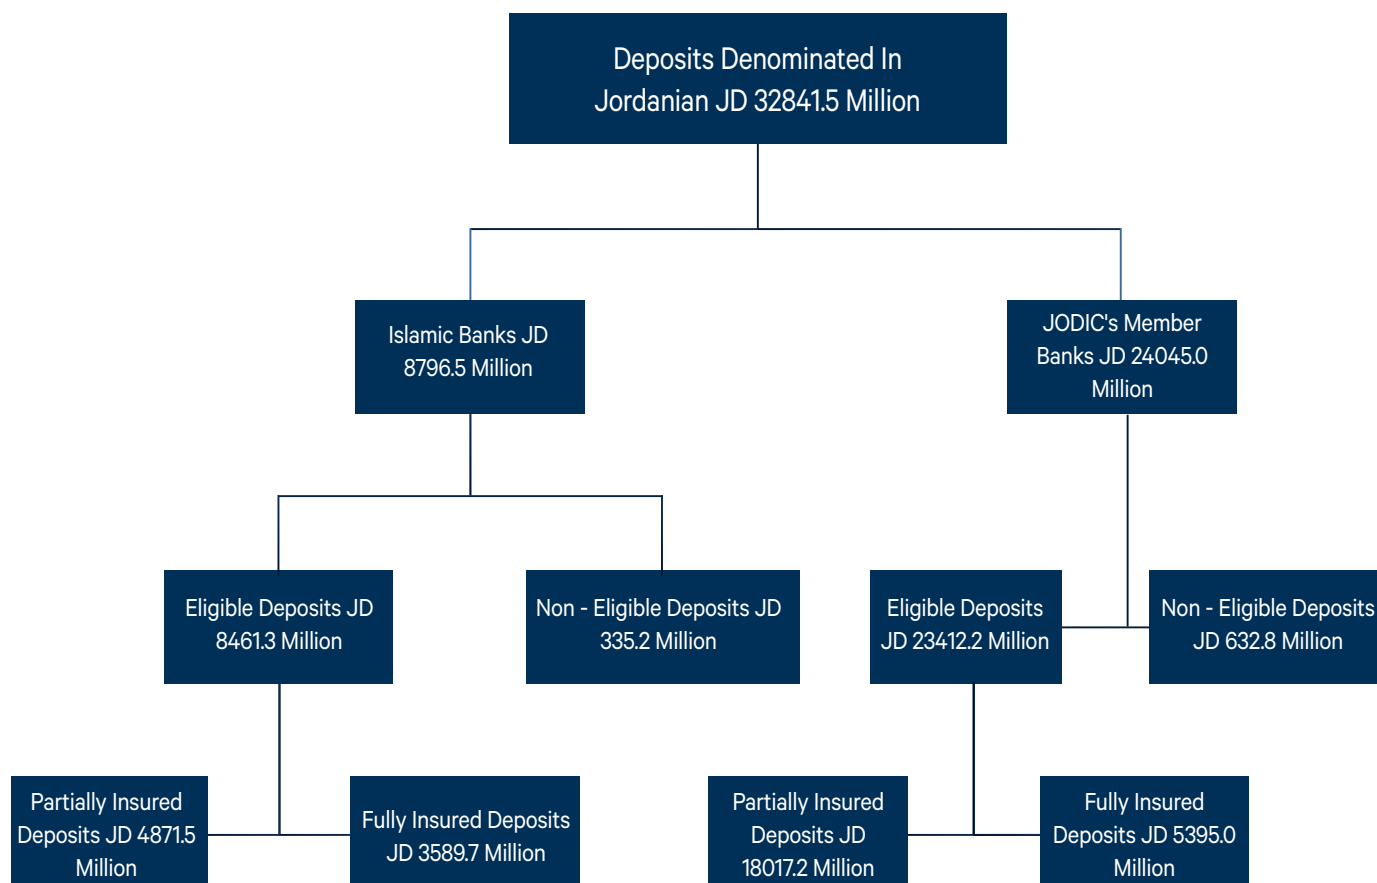 Deposits Denominated In
Jordanian JD 32841.5 Million
Islamic Banks JD
8796.5 Million
JODIC's Member
Banks JD 24045.0
Million
Eligible Deposits JD
8461.3 Million
Non - Eligible Deposits JD
335.2 Million
Eligible Deposits
JD 23412.2 Million
Non - Eligible Deposits
JD 632.8 Million
Partially Insured
Deposits JD 4871.5
Million
Fully Insured Deposits
JD 3589.7 Million
Partially Insured
Deposits JD
18017.2 Million
Fully Insured
Deposits JD 5395.0
Million